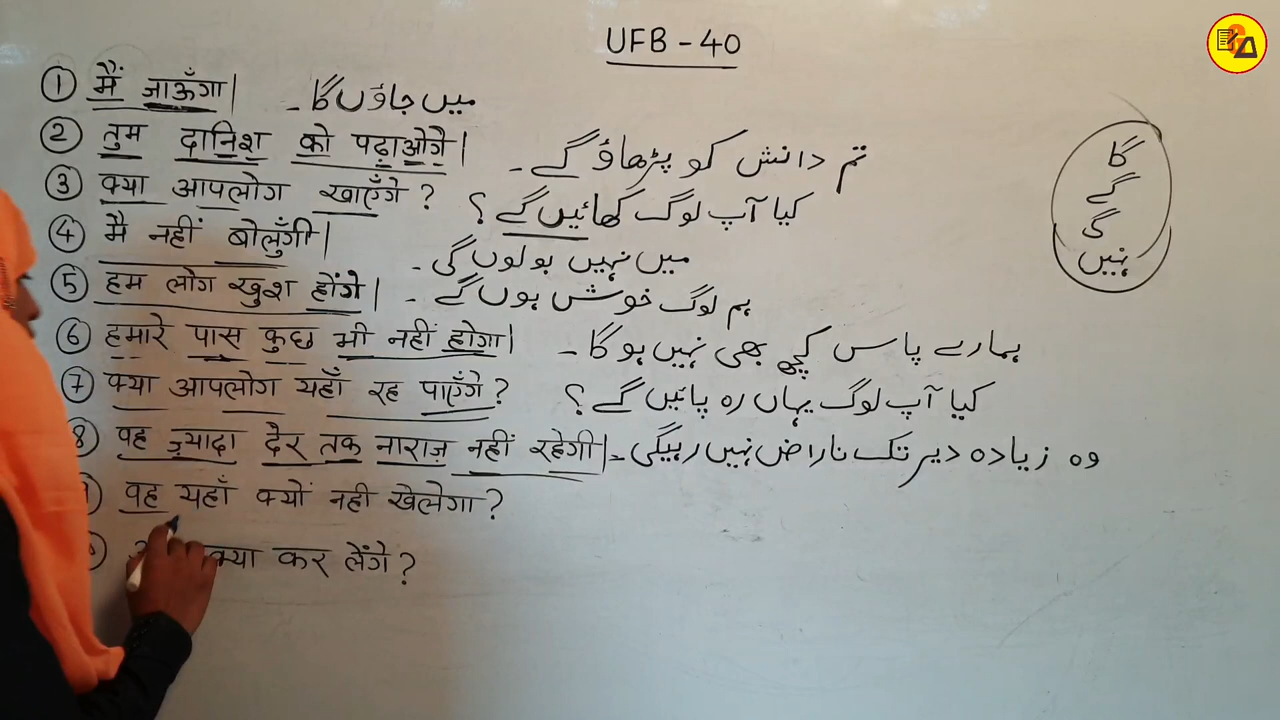 UFB - 40
① मैं जाऊँगा| میں جاؤں گا ۔
② तुम दानिश को पढ़ाओगे| تم دانش کو پڑھاؤ گے ۔
③ क्या आपलोग खाएँगे ? کیا آپ لوگ کھائیں گے ؟
④ मै नहीं बोलुँगी| میں نہیں بولوں گی ۔
⑤ हम लोग खुश होंगे| ہم لوگ خوش ہوں گے ۔
⑥ हमारे पास कुछ भी नहीं होगा| ہمارے پاس کچھ بھی نہیں ہوگا ۔
⑦ क्या आपलोग यहाँ रह पाएँगे ? کیا آپ لوگ یہاں رہ پائیں گے ؟
8 वह ज़्यादा देर तक नाराज़ नहीं रहेगी| وہ زیادہ دیر تک ناراض نہیں رہیگی ۔
वह यहाँ क्यों नही खेलेगा ?
क्या कर लेंगे ?
گا
گے
گی
نہیں